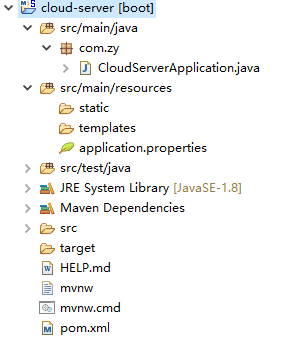 cloud-server [boot]
src/main/java
com.zy
CloudServerApplication.java
src/main/resources
static
templates
application.properties
src/test/java
JRE System Library [JavaSE-1.8]
Maven Dependencies
src
target
HELP.md
mvnw
mvnw.cmd
pom.xml